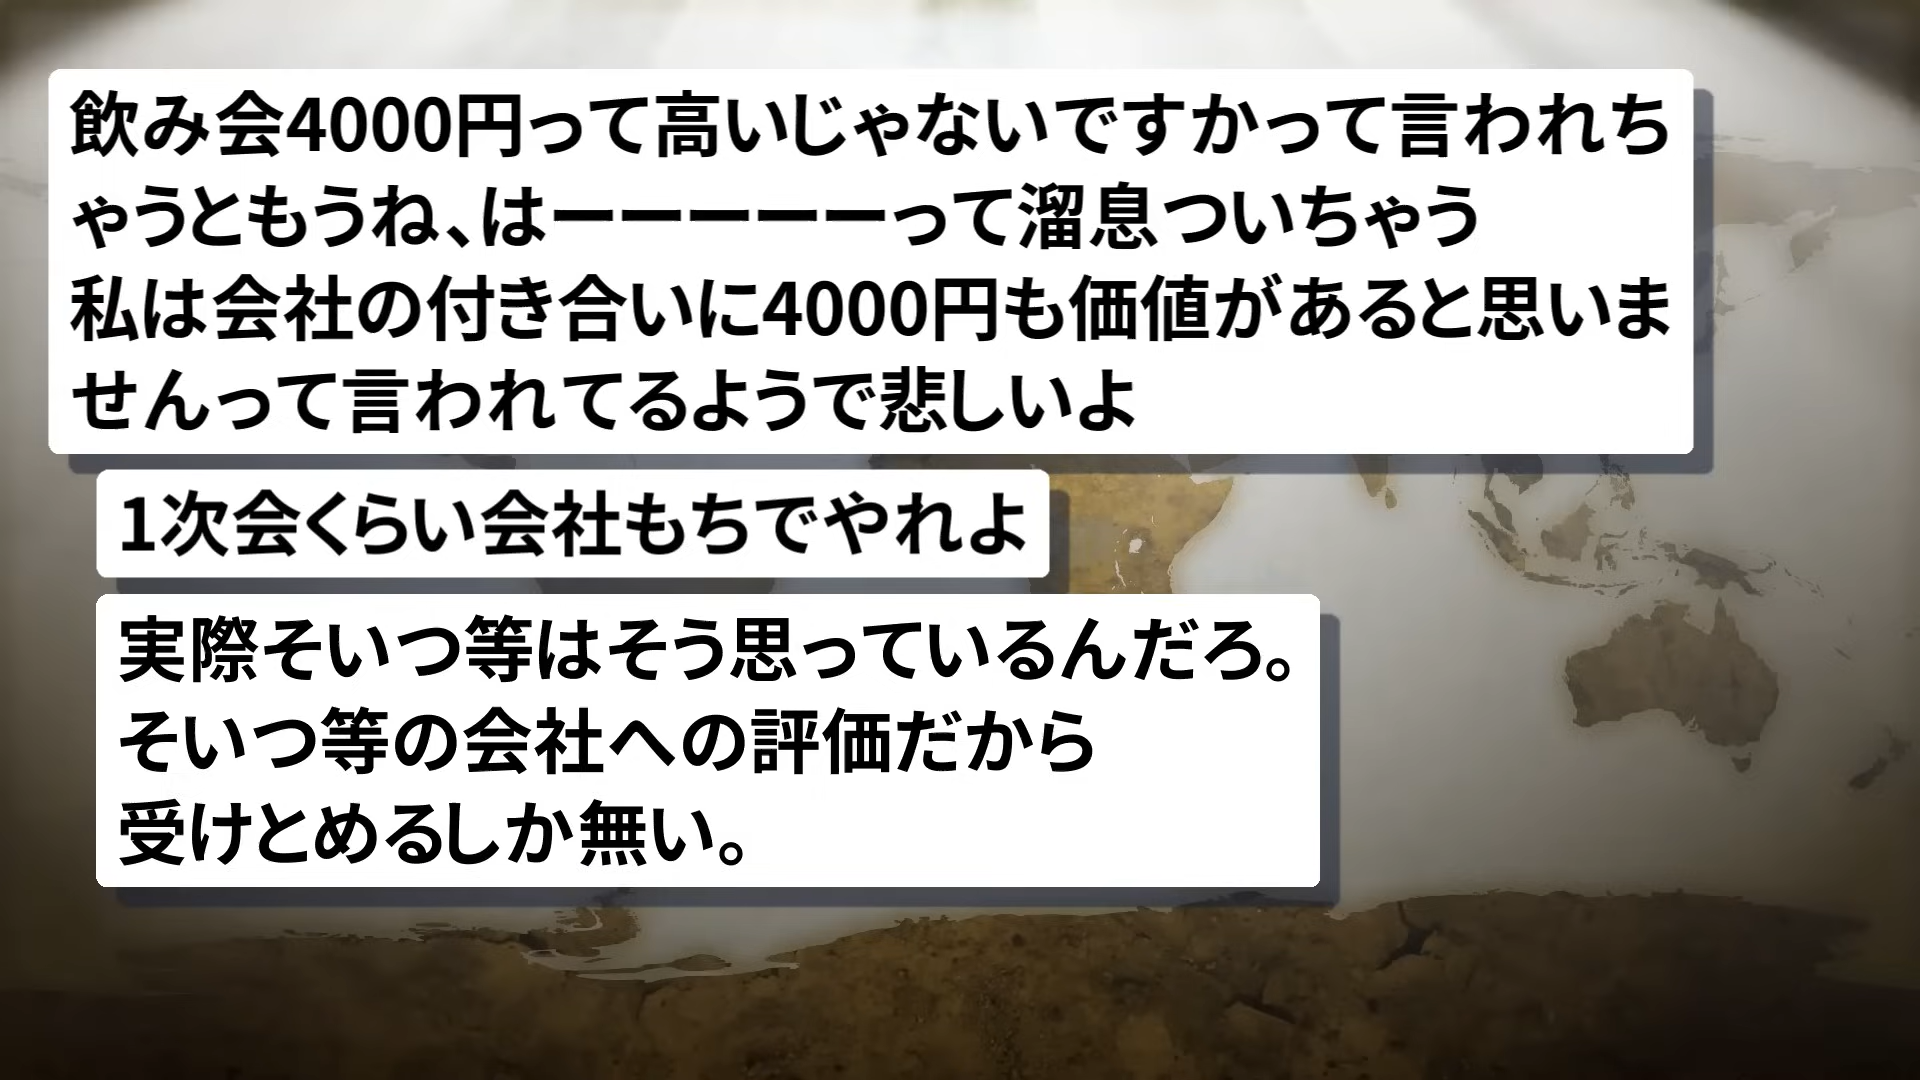 飲み会4000円って高いじゃないですかって言われち
ゃうともうね、はーーーーーって溜息ついちゃう
私は会社の付き合いに4000円も価値があると思いま
せんって言われてるようで悲しいよ
1次会くらい会社もちでやれよ
実際そいつ等はそう思っているんだろ。
そいつ等の会社への評価だから
受けとめるしか無い。